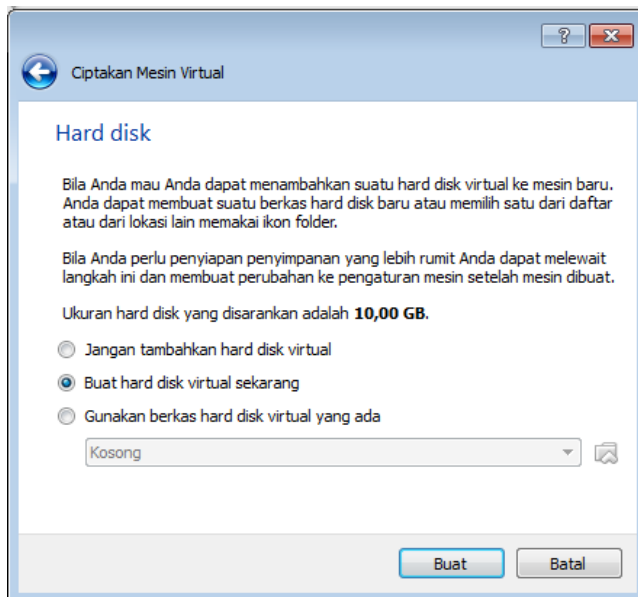 ?
Ciptakan Mesin Virtual
Hard disk
Bila Anda mau Anda dapat menambahkan suatu hard disk virtual ke mesin baru.
Anda dapat membuat suatu berkas hard disk baru atau memilih satu dari daftar
atau dari lokasi lain memakai ikon folder.
Bila Anda perlu penyiapan penyimpanan yang lebih rumit Anda dapat melewait
langkah ini dan membuat perubahan ke pengaturan mesin setelah mesin dibuat.
Ukuran hard disk yang disarankan adalah 10,00 GB.
Jangan tambahkan hard disk virtual
Buat hard disk virtual sekarang
Gunakan berkas hard disk virtual yang ada
Kosong
Buat
Batal